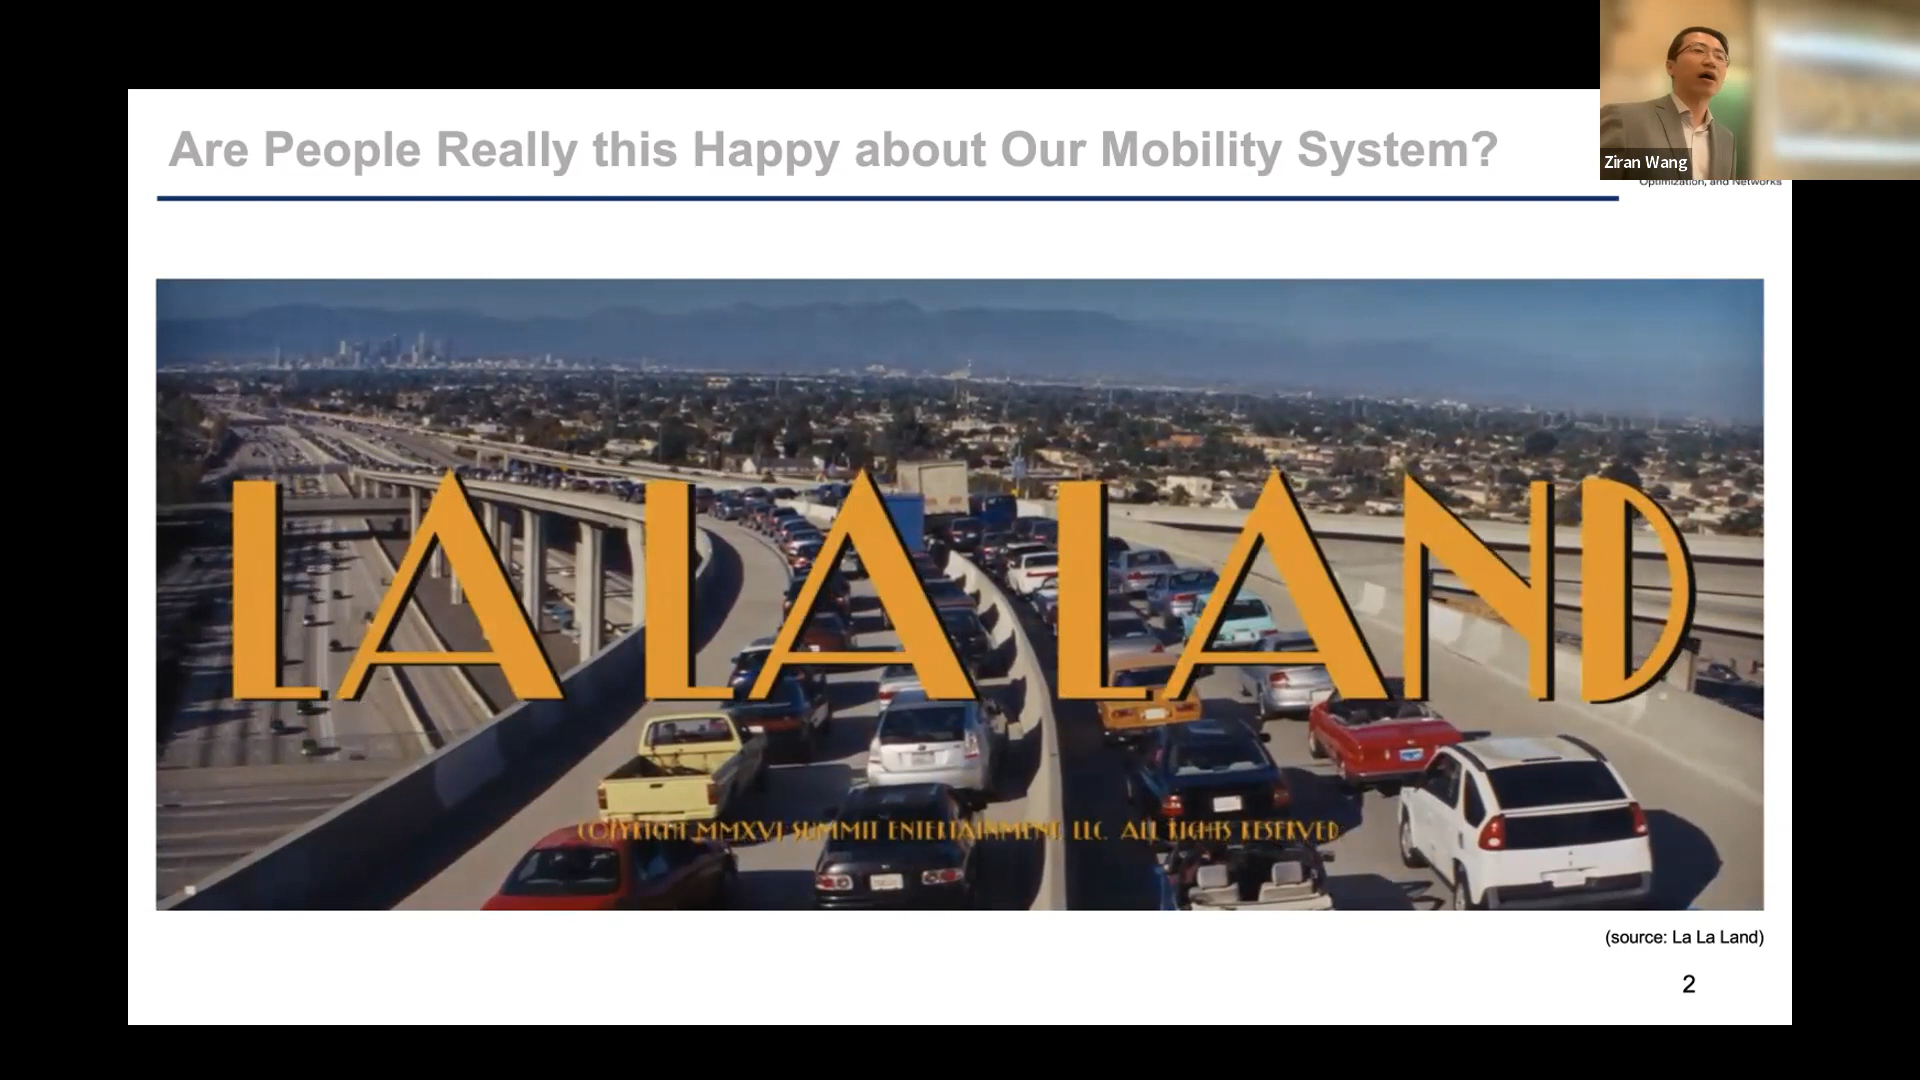 Are People Really this Happy about Our Mobility System?
Ziran Wang
Optimization, and Networks
LA LA LAND
COPYRIGHT MMXVI SUMMIT ENTERTAINMENT, LLC. ALL RIGHTS RESERVED.
(source: La La Land)
2